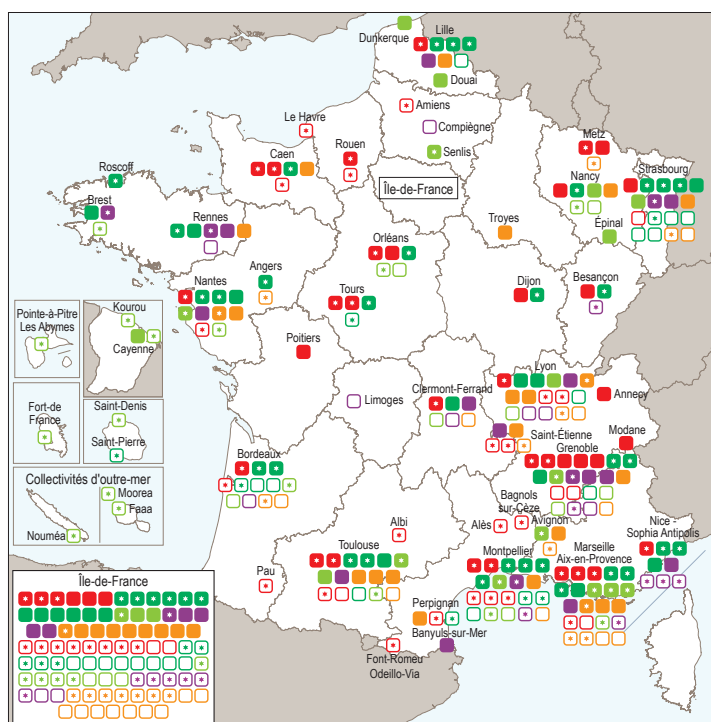 Dunkerque
Lille
Douai
Le Havre
Amiens
Compiègne
Senlis
Rouen
Caen
Metz
Nancy
Strasbourg
Île-de-France
Roscoff
Brest
Rennes
Troyes
Épinal
Orléans
Angers
Nantes
Tours
Dijon
Besançon
Pointe-à-Pitre
Les Abymes
Kourou
Cayenne
Poitiers
Lyon
Annecy
Limoges
Clermont-Ferrand
Fort-de
France
Saint-Denis
Saint-Pierre
Modane
Saint-Étienne
Grenoble
Bordeaux
Collectivités d'outre-mer
Moorea
Faaa
Nouméa
Bagnols
sur-Cèze
Alès
Avignon
Albi
Toulouse
Nice -
Sophia Antipolis
Montpellier
Marseille
Aix-en-Provence
Pau
Île-de-France
Perpignan
Banyuls-sur-Mer
Font-Romeu
Odeillo-Via